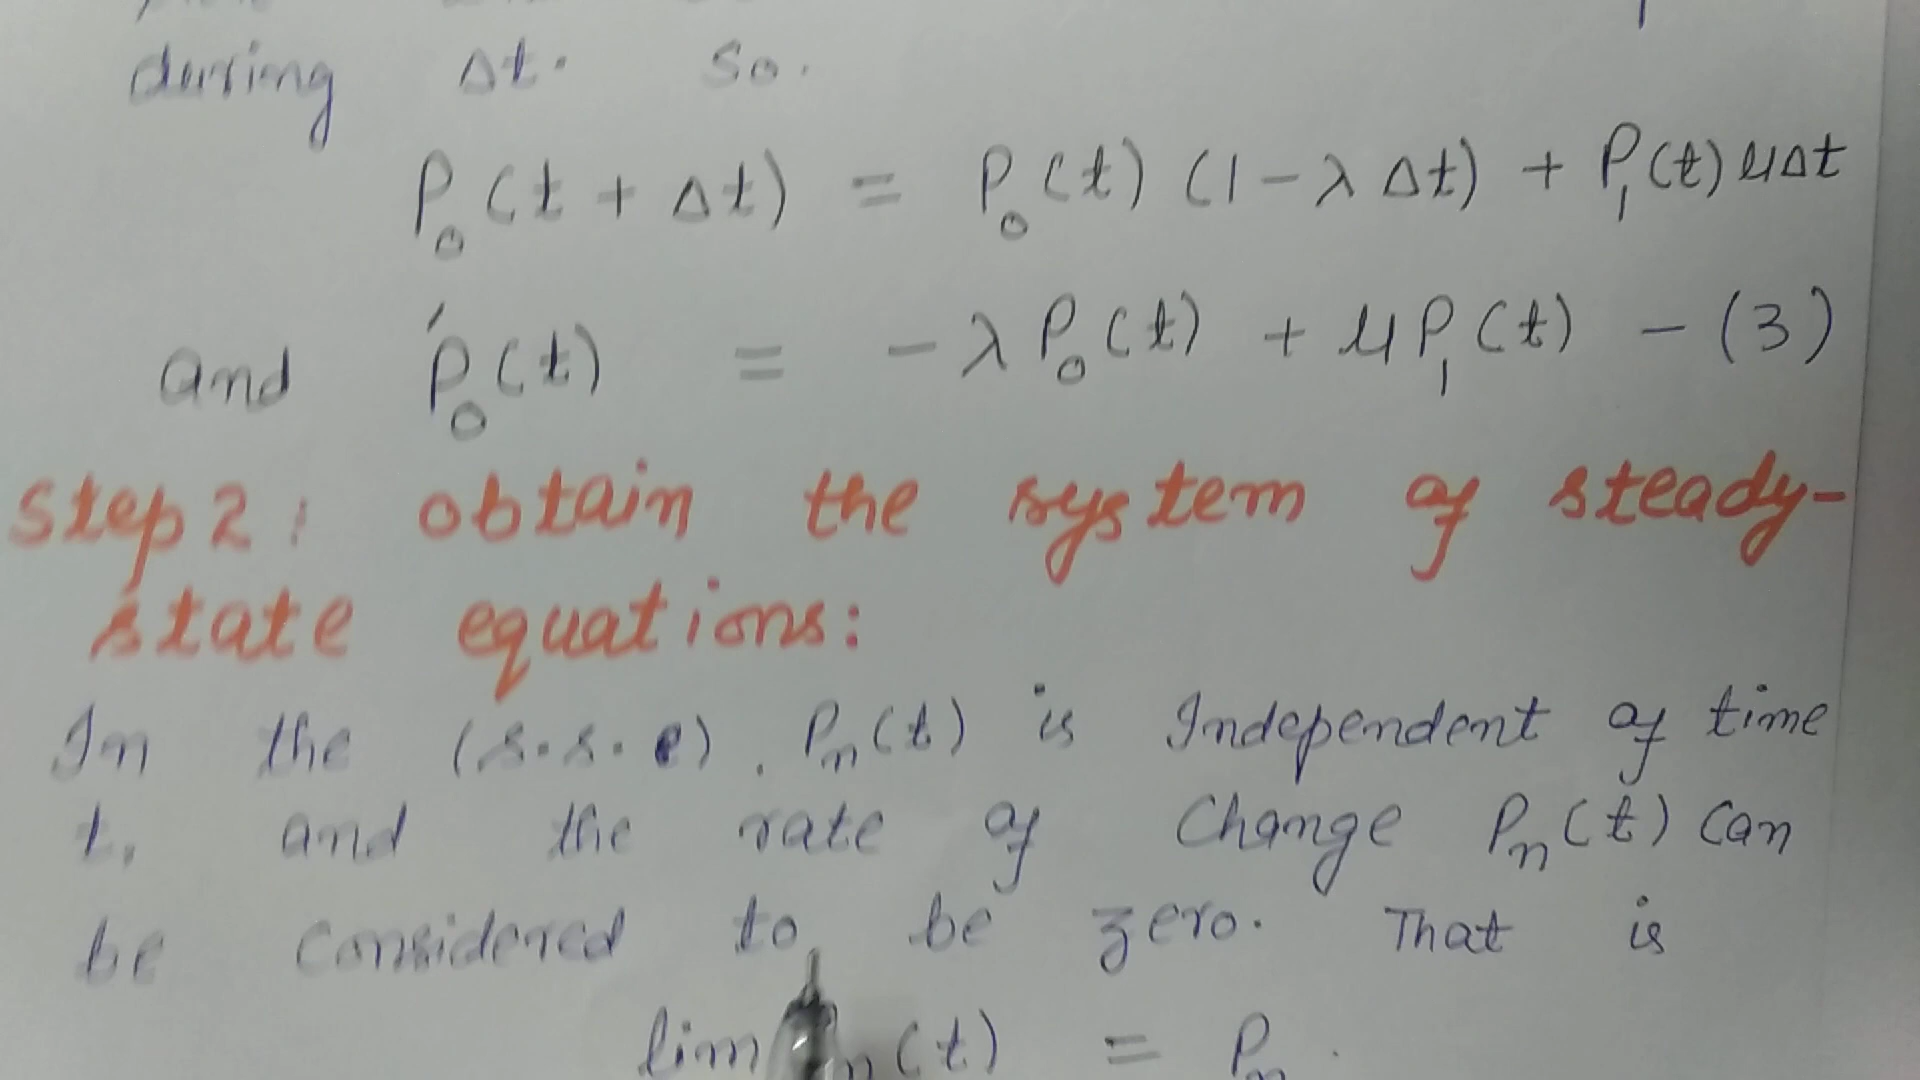 during Δt. So.
P₀(t + Δt) = P₀(t) (1 - λ Δt) + P₁(t) μΔt
and P₀′(t) = - λ P₀(t) + μ P₁(t) - (3)
Step 2: obtain the system of steady-
state equations:
In the (s.s.e), Pₙ(t) is Independent of time
t, and the rate of Change Pₙ(t) Can
be considered to be zero. That is
lim ₙ(t) = Pₙ.